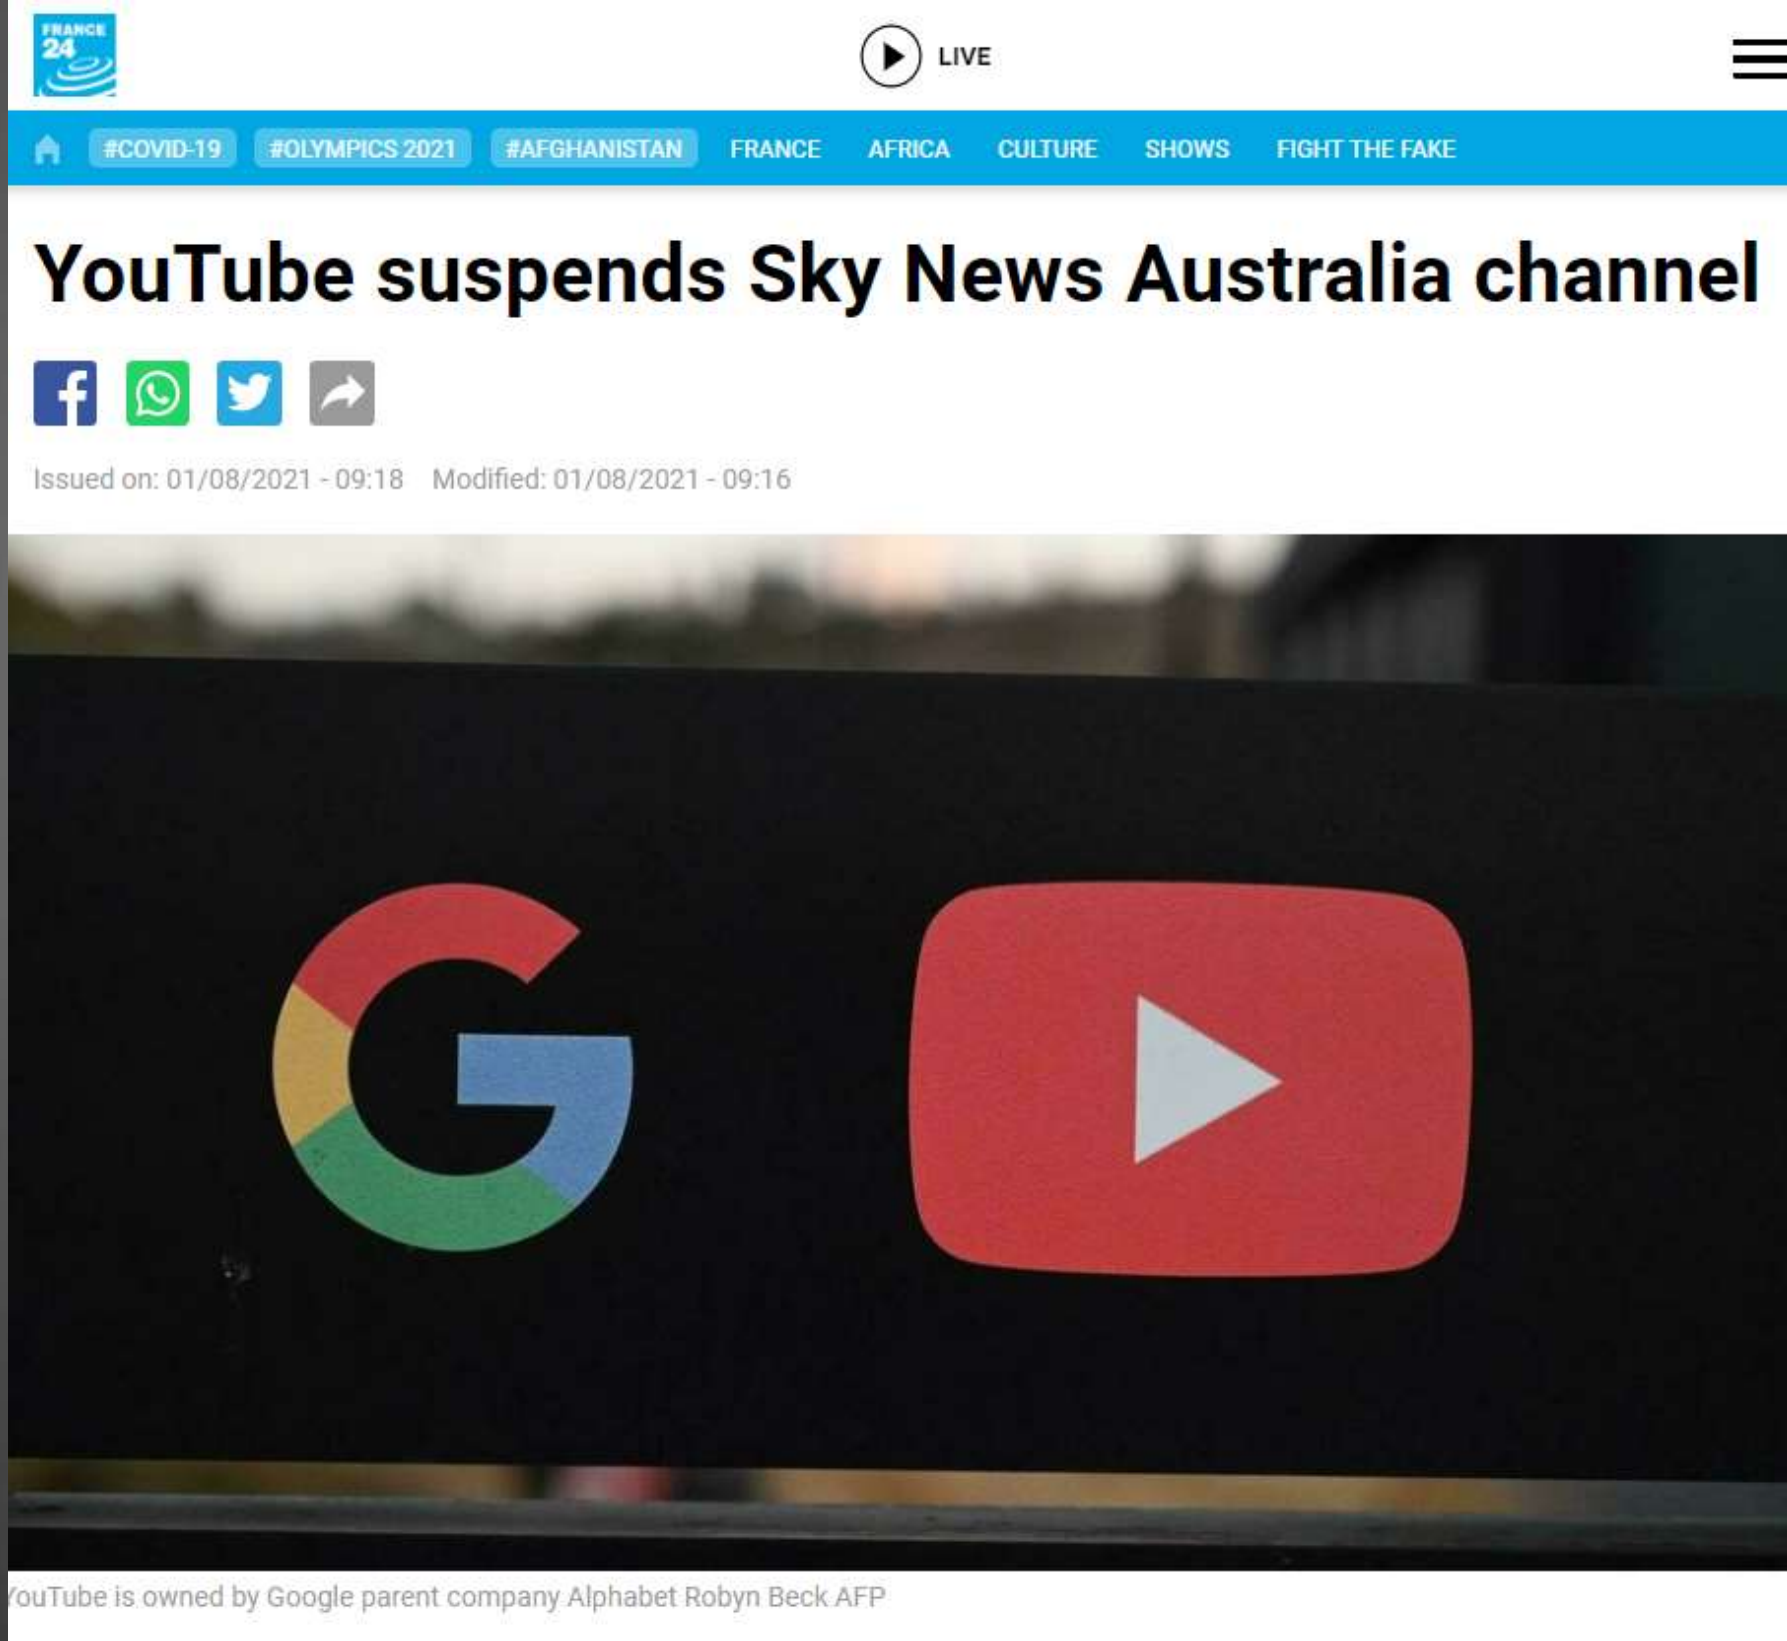 FRANCE
24
LIVE
#COVID-19 #OLYMPICS 2021 #AFGHANISTAN FRANCE AFRICA CULTURE SHOWS FIGHT THE FAKE
YouTube suspends Sky News Australia channel
Issued on: 01/08/2021 - 09:18 Modified: 01/08/2021 - 09:16
YouTube is owned by Google parent company Alphabet Robyn Beck AFP